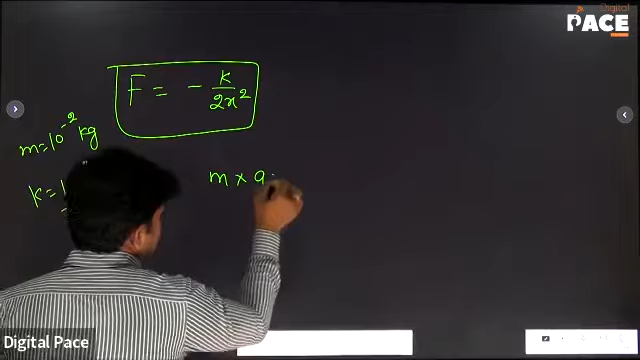 Digital
PACE
F = - k/2x²
m=10⁻² kg
k=1
m × a
Digital Pace